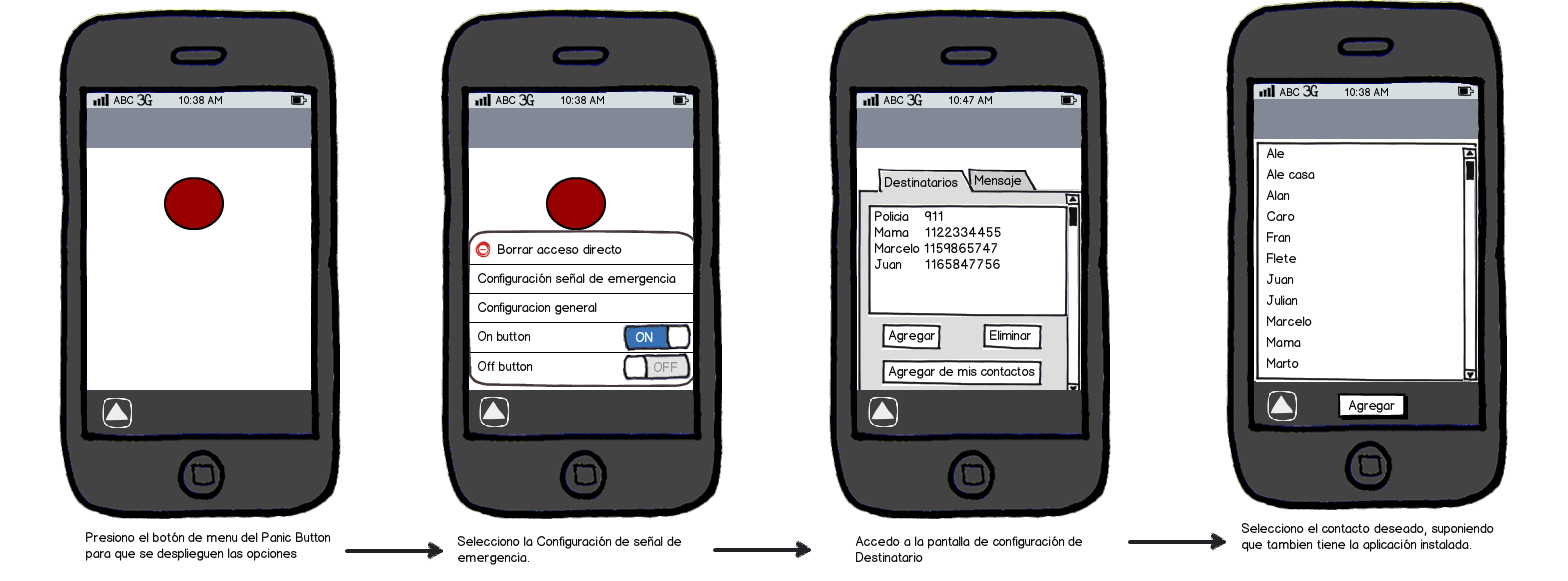 ABC 3G 10:38 AM
Presiono el botón de menu del Panic Button
para que se desplieguen las opciones
ABC 3G 10:38 AM
Borrar acceso directo
Configuración señal de emergencia
Configuracion general
On button ON
Off button OFF
Selecciono la Configuración de señal de
emergencia.
ABC 3G 10:47 AM
Destinatarios Mensaje
Policia 911
Mama 1122334455
Marcelo 1159865747
Juan 1165847756
Agregar Eliminar
Agregar de mis contactos
Accedo a la pantalla de configuración de
Destinatario
ABC 3G 10:38 AM
Ale
Ale casa
Alan
Caro
Fran
Flete
Juan
Julian
Marcelo
Mama
Marto
Agregar
Selecciono el contacto deseado, suponiendo
que tambien tiene la aplicación instalada.